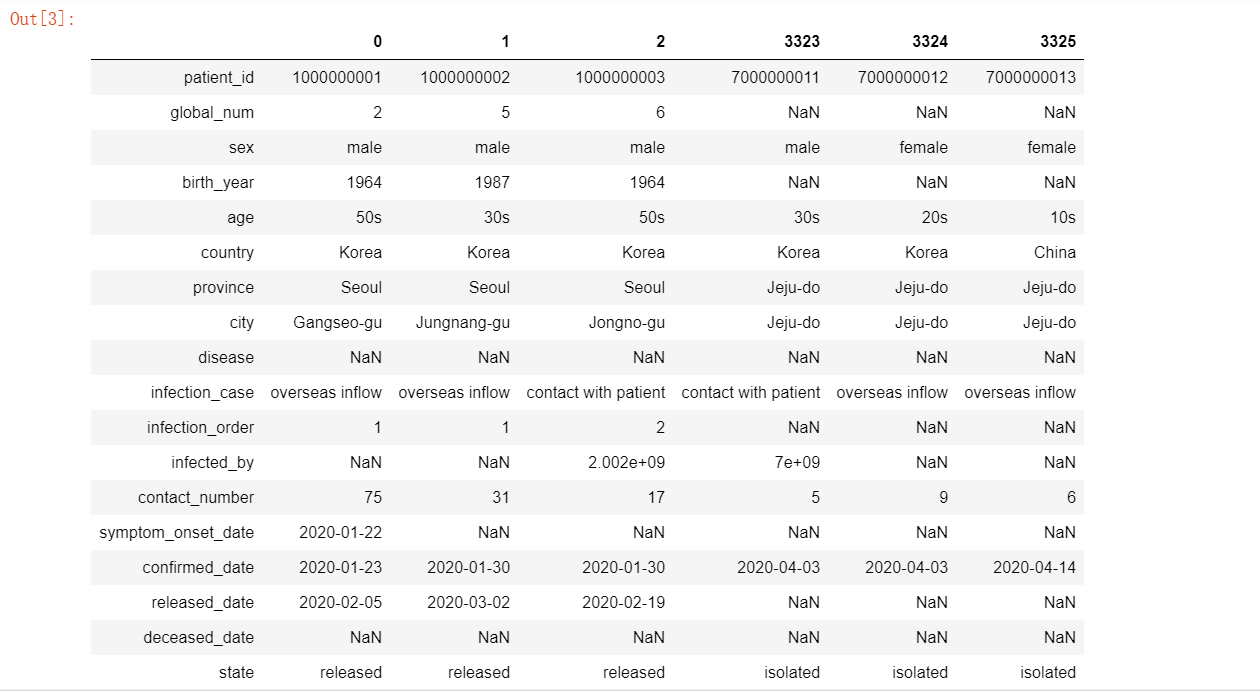 Out[3]:
0 1 2 3323 3324 3325
patient_id 1000000001 1000000002 1000000003 7000000011 7000000012 7000000013
global_num 2 5 6 NaN NaN NaN
sex male male male male female female
birth_year 1964 1987 1964 NaN NaN NaN
age 50s 30s 50s 30s 20s 10s
country Korea Korea Korea Korea Korea China
province Seoul Seoul Seoul Jeju-do Jeju-do Jeju-do
city Gangseo-gu Jungnang-gu Jongno-gu Jeju-do Jeju-do Jeju-do
disease NaN NaN NaN NaN NaN NaN
infection_case overseas inflow overseas inflow contact with patient contact with patient overseas inflow overseas inflow
infection_order 1 1 2 NaN NaN NaN
infected_by NaN NaN 2.002e+09 7e+09 NaN NaN
contact_number 75 31 17 5 9 6
symptom_onset_date 2020-01-22 NaN NaN NaN NaN NaN
confirmed_date 2020-01-23 2020-01-30 2020-01-30 2020-04-03 2020-04-03 2020-04-14
released_date 2020-02-05 2020-03-02 2020-02-19 NaN NaN NaN
deceased_date NaN NaN NaN NaN NaN NaN
state released released released isolated isolated isolated